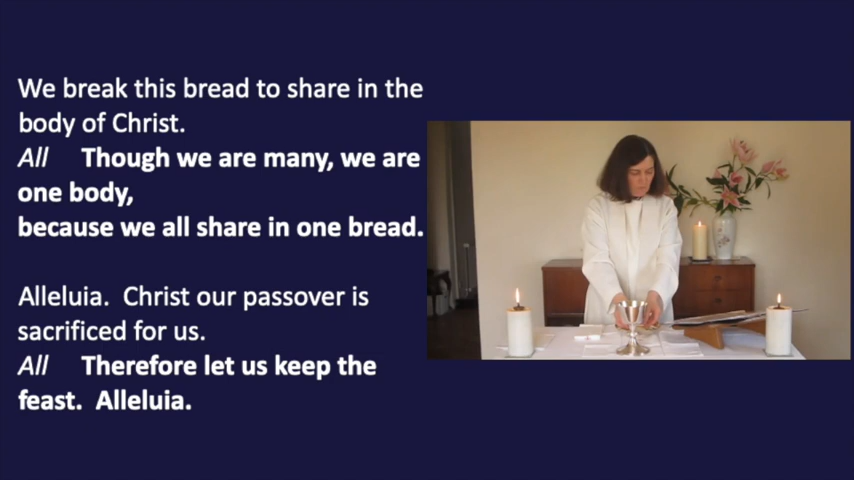 We break this bread to share in the
body of Christ.
All Though we are many, we are
one body,
because we all share in one bread.
Alleluia. Christ our passover is
sacrificed for us.
All Therefore let us keep the
feast. Alleluia.